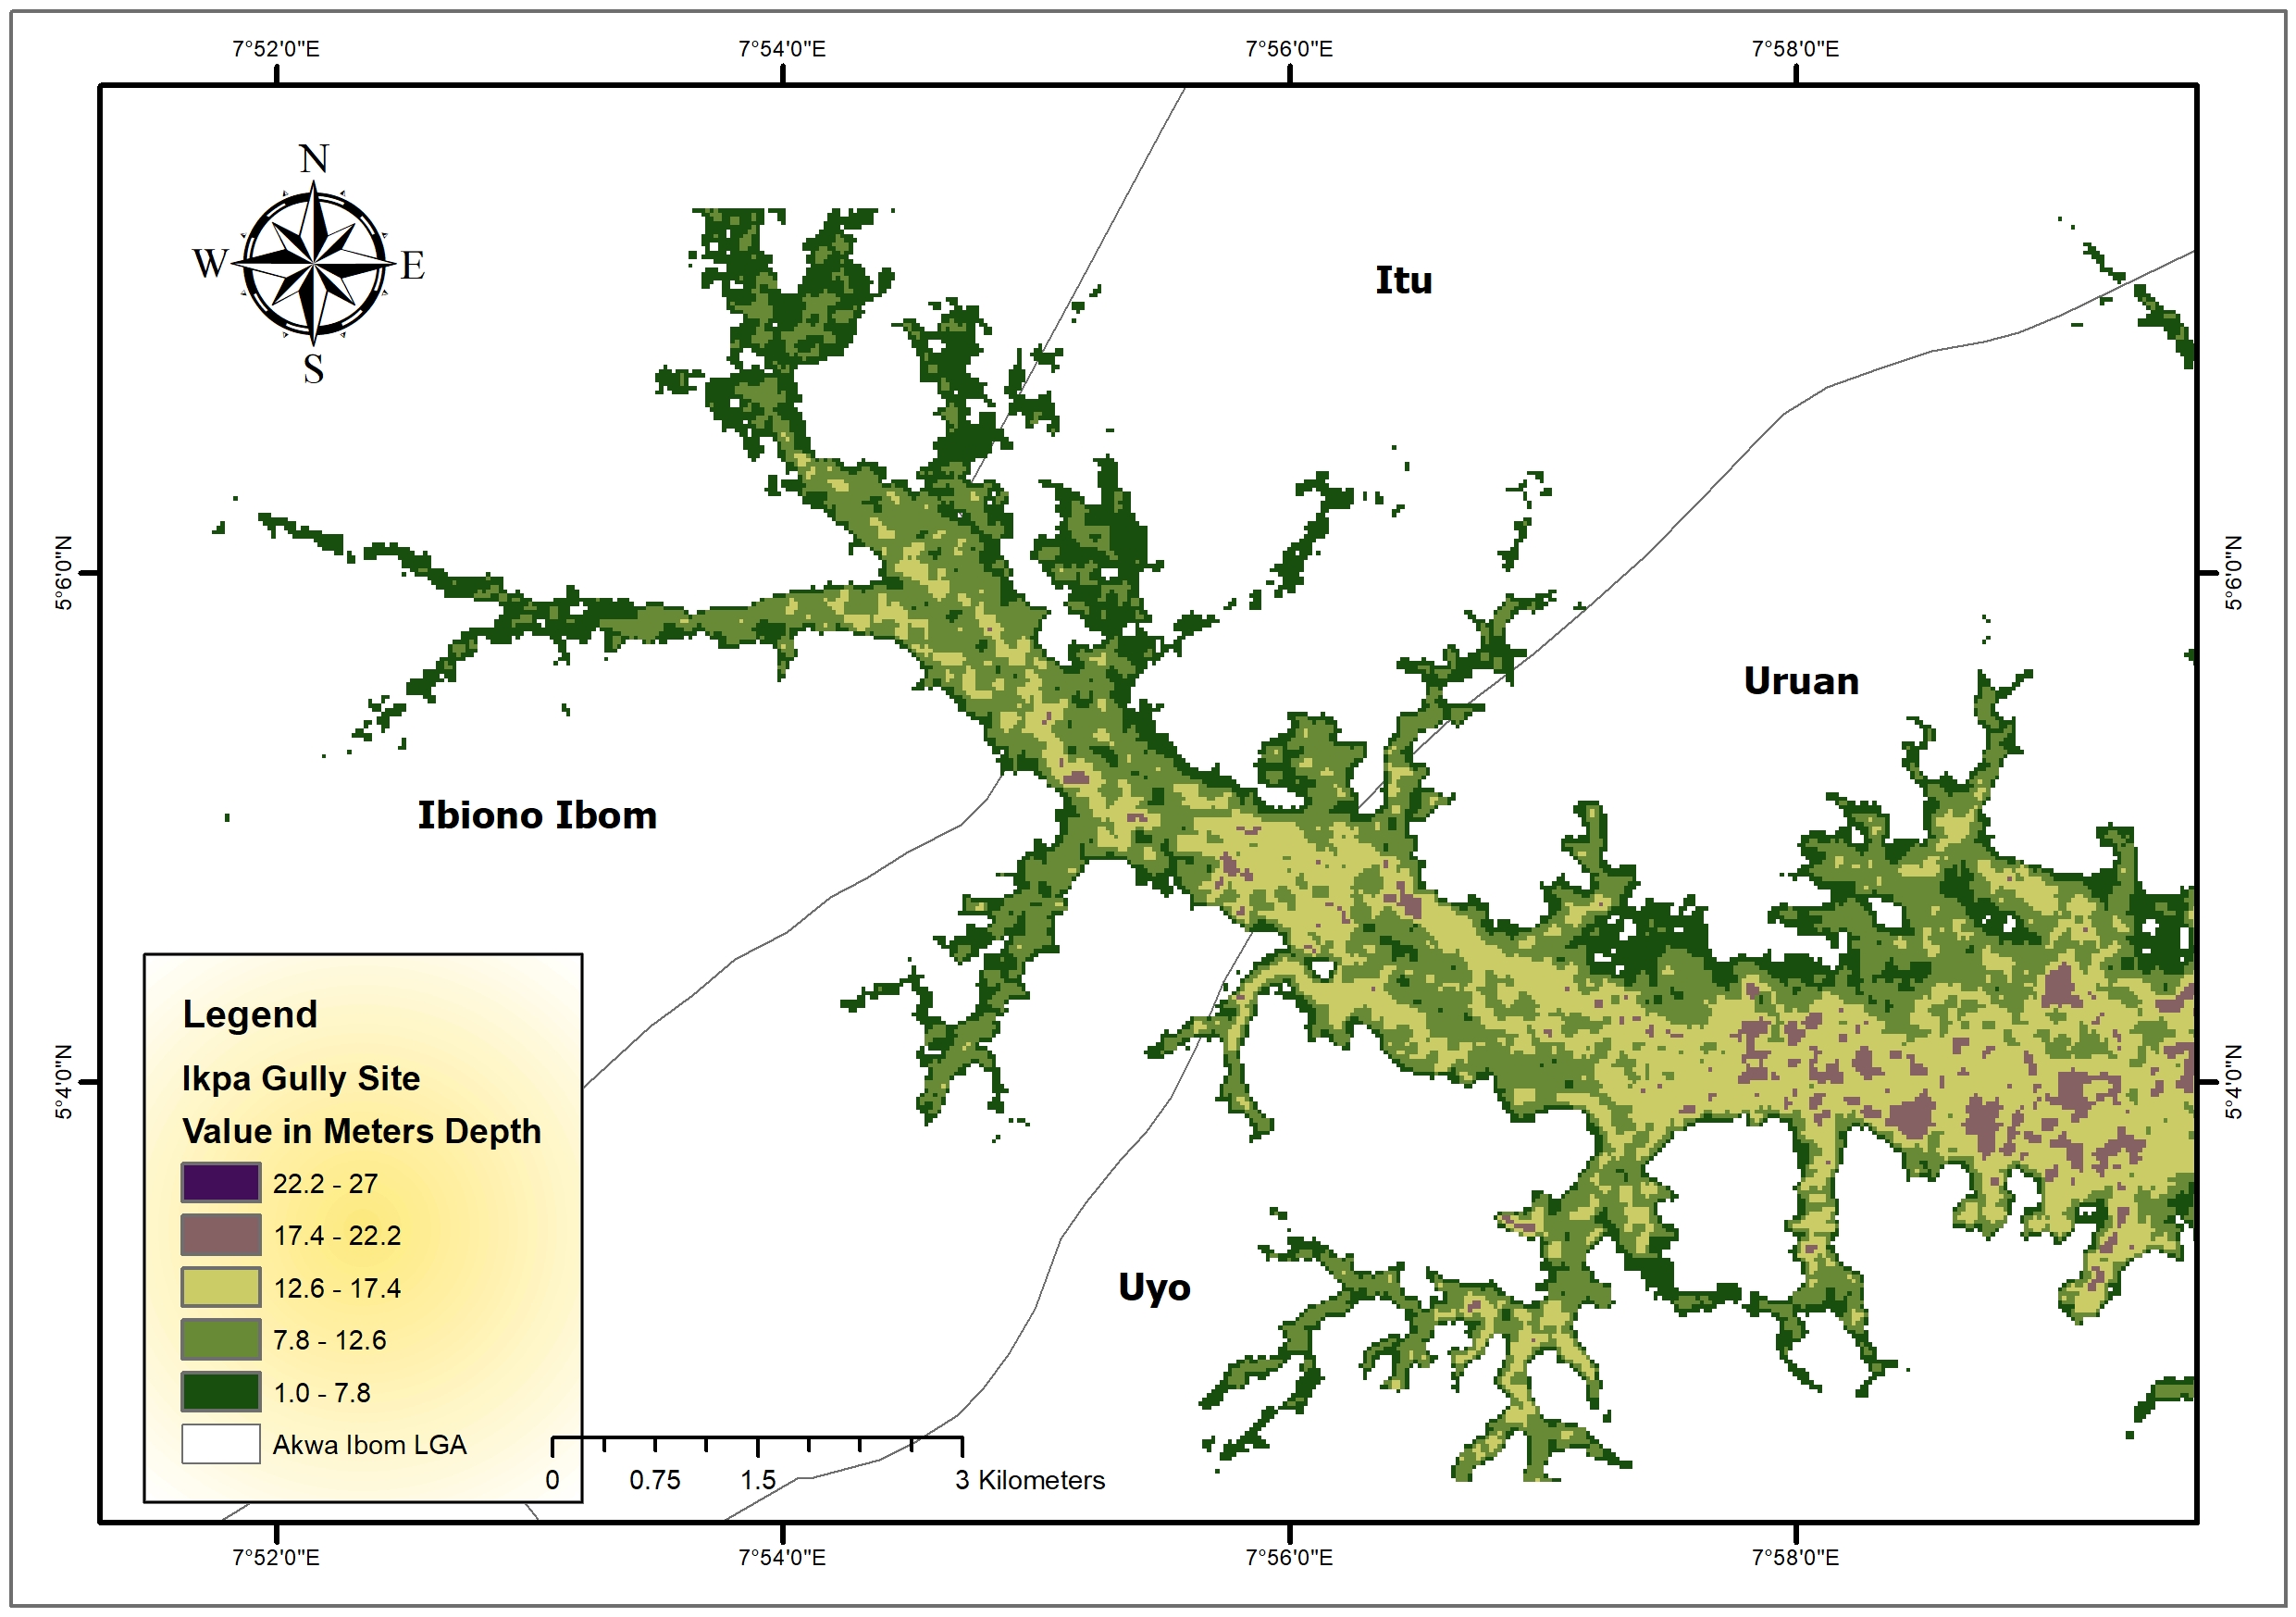 7°52'0"E 7°54'0"E 7°56'0"E 7°58'0"E
N
W E
S
Itu
5°6'0"N 5°6'0"N
Uruan
Ibiono Ibom
Legend
Ikpa Gully Site
Value in Meters Depth
22.2 - 27
17.4 - 22.2
12.6 - 17.4
7.8 - 12.6
1.0 - 7.8
Akwa Ibom LGA
5°4'0"N 5°4'0"N
Uyo
0 0.75 1.5 3 Kilometers
7°52'0"E 7°54'0"E 7°56'0"E 7°58'0"E